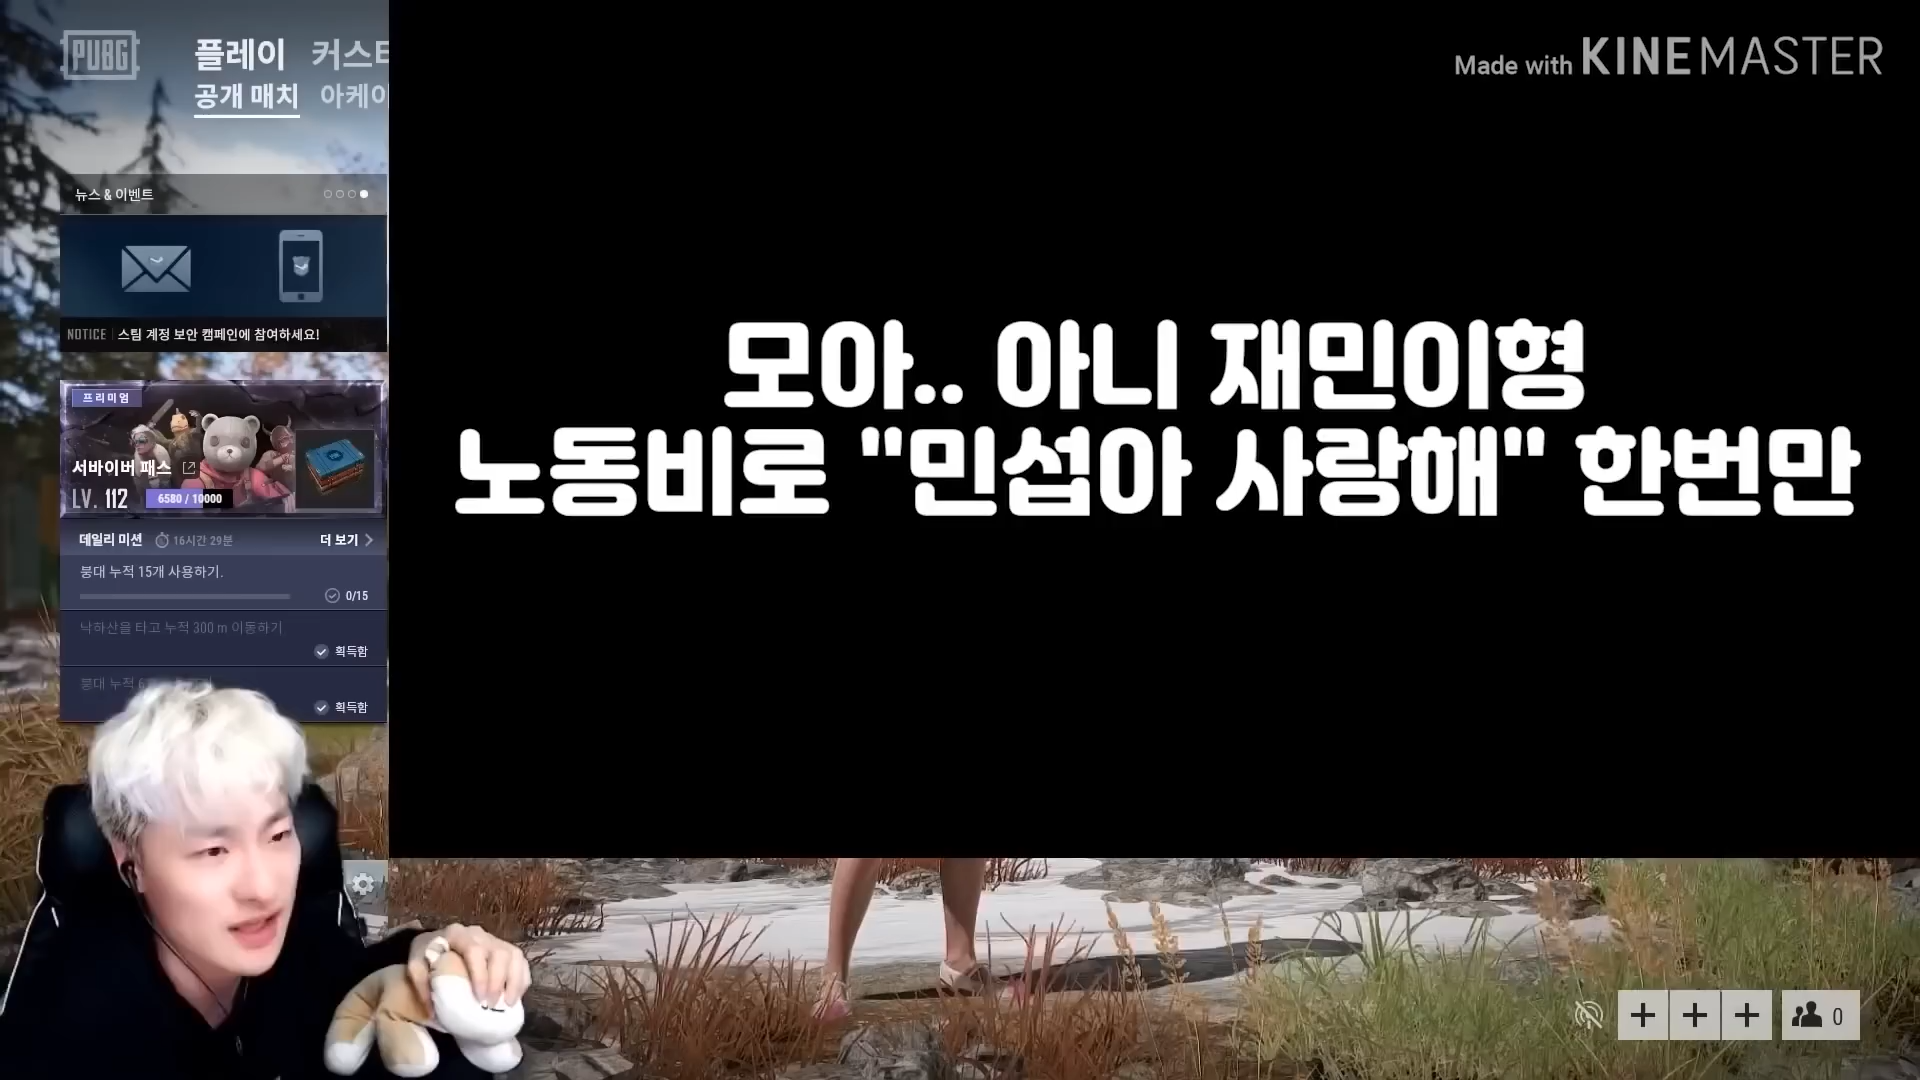 PUBG
플레이 커스터
공개 매치 아케이
Made with KINEMASTER
뉴스 & 이벤트
NOTICE 스팀 계정 보안 캠페인에 참여하세요!
프리미엄
서바이버 패스
LV. 112 6580 / 10000
데일리 미션 16시간 29분 더 보기
붕대 누적 15개 사용하기.
0/15
낙하산을 타고 누적 300 m 이동하기
획득함
붕대 누적
획득함
모아.. 아니 재민이형
노동비로 "민섭아 사랑해" 한번만
0